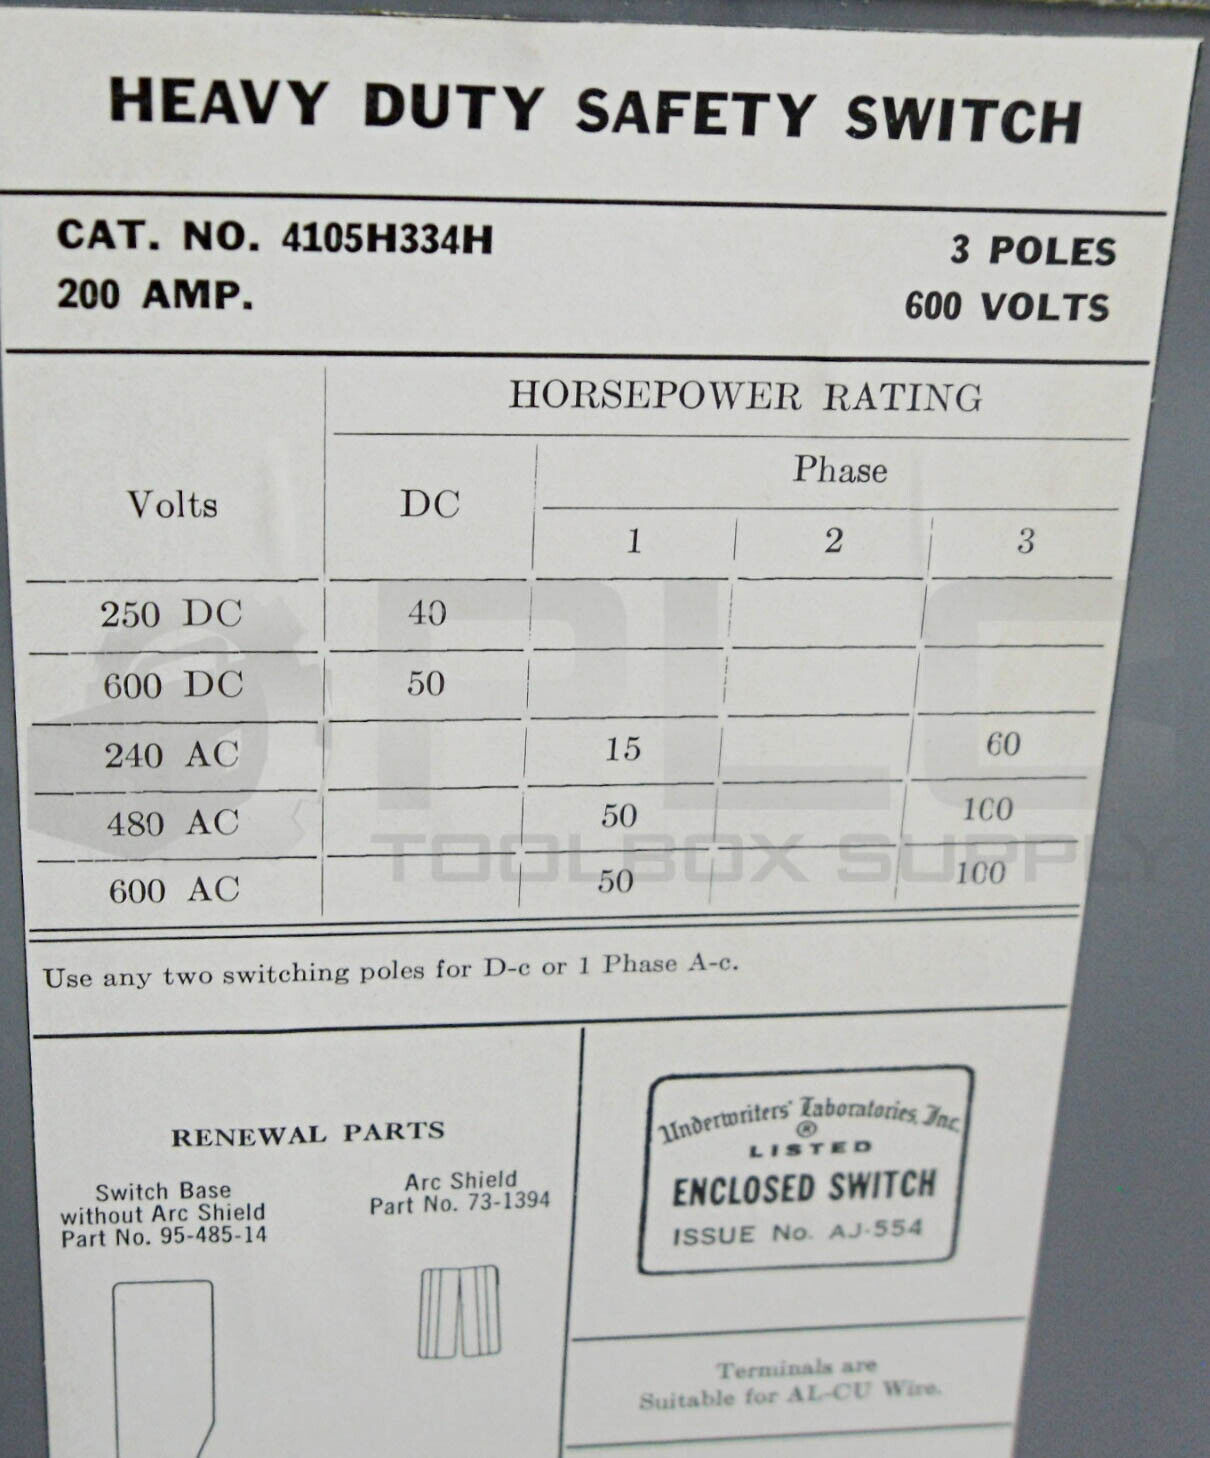 HEAVY DUTY SAFETY SWITCH
CAT. NO. 4105H334H
200 AMP.
3 POLES
600 VOLTS
HORSEPOWER RATING
Volts DC Phase
1 2 3
250 DC 40
600 DC 50
240 AC 15 60
480 AC 50 100
600 AC 50 100
Use any two switching poles for D-c or 1 Phase A-c.
RENEWAL PARTS
Switch Base
without Arc Shield
Part No. 95-485-14
Arc Shield
Part No. 73-1394
Underwriters' Laboratories, Inc.
®
LISTED
ENCLOSED SWITCH
ISSUE No. AJ-554
Terminals are
Suitable for AL-CU Wire.
PLC
TOOLBOX SUPPLY